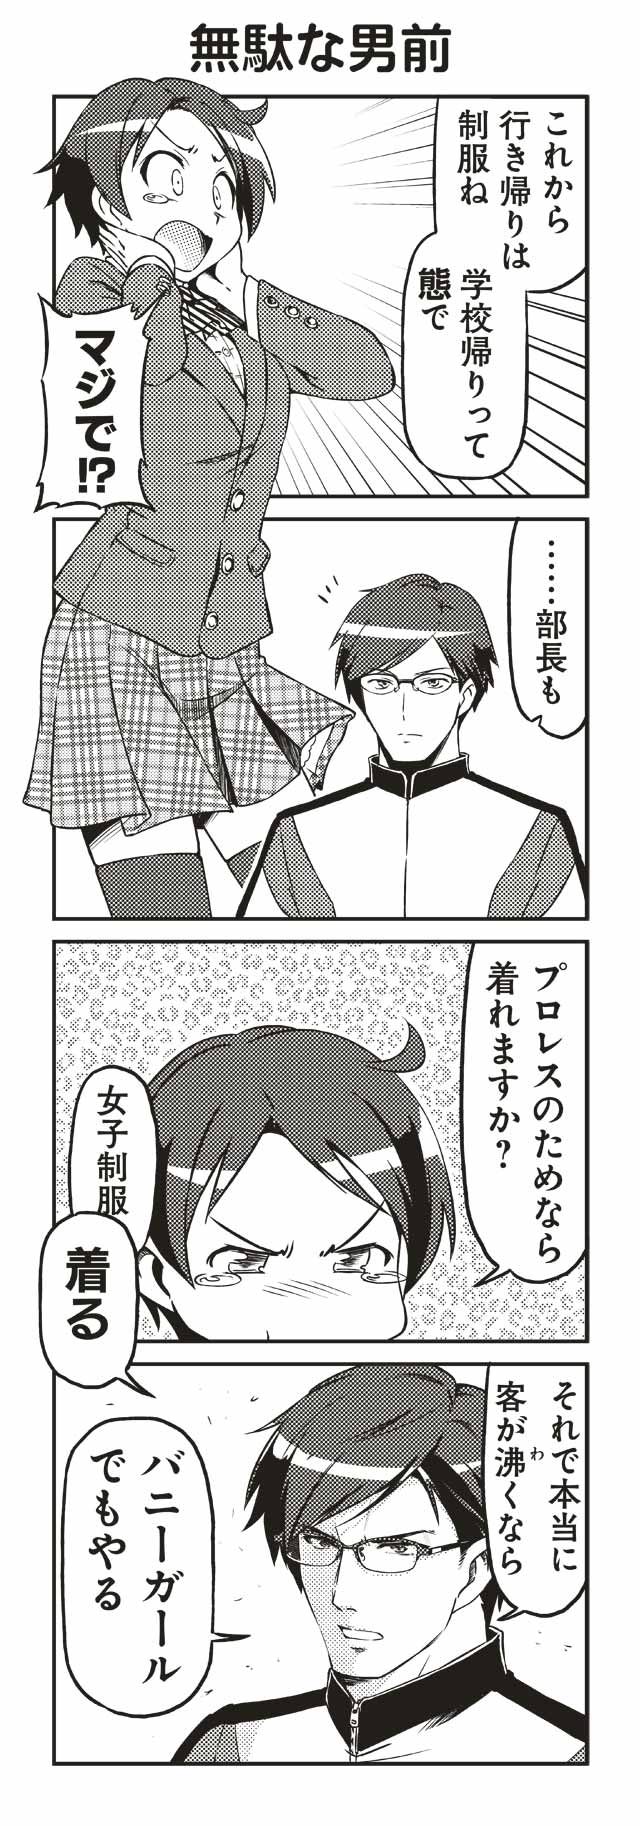 無駄な男前
これから
行き帰りは
制服ね
学校帰りって
態で
マジで!?
……部長も
プロレスのためなら
着れますか?
女子制服
着る
それで本当に
客が沸くなら
わ
バニーガール
でもやる